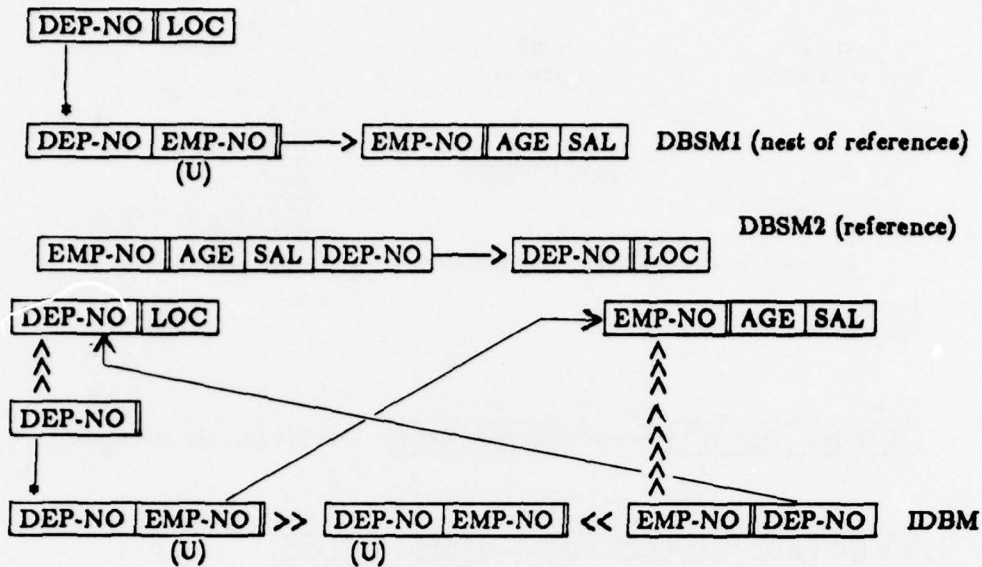 DEP-NO LOC
DEP-NO EMP-NO EMP-NO AGE SAL DBSM1 (nest of references)
(U)
DBSM2 (reference)
EMP-NO AGE SAL DEP-NO DEP-NO LOC
DEP-NO LOC EMP-NO AGE SAL
DEP-NO
DEP-NO EMP-NO >> DEP-NO EMP-NO << EMP-NO DEP-NO IDBM
(U) (U)